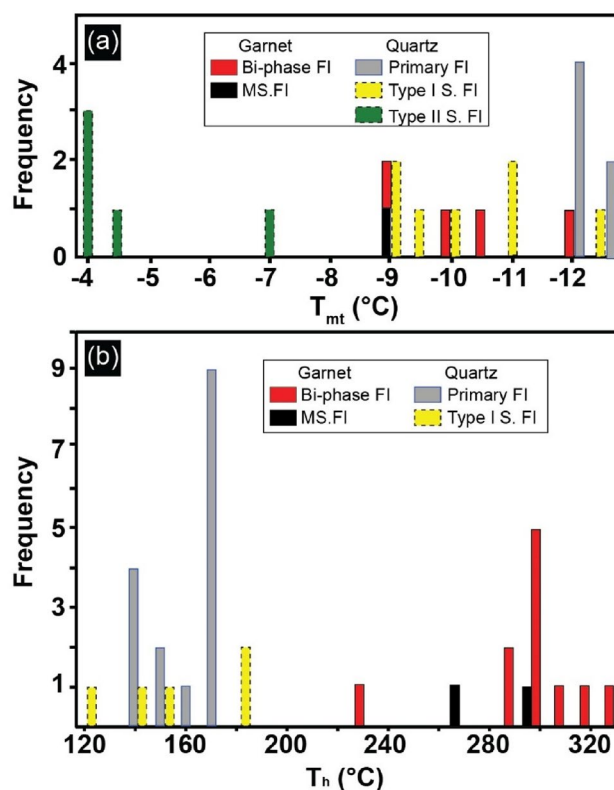 (a)
Garnet Quartz
Bi-phase FI Primary FI
MS.FI Type I S. FI
Type II S. FI
Frequency
4
2
0
-4 -5 -6 -7 -8 -9 -10 -11 -12
Tmt (°C)
(b)
Garnet Quartz
Bi-phase FI Primary FI
MS.FI Type I S. FI
Frequency
9
7
5
3
1
120 160 200 240 280 320
Th (°C)